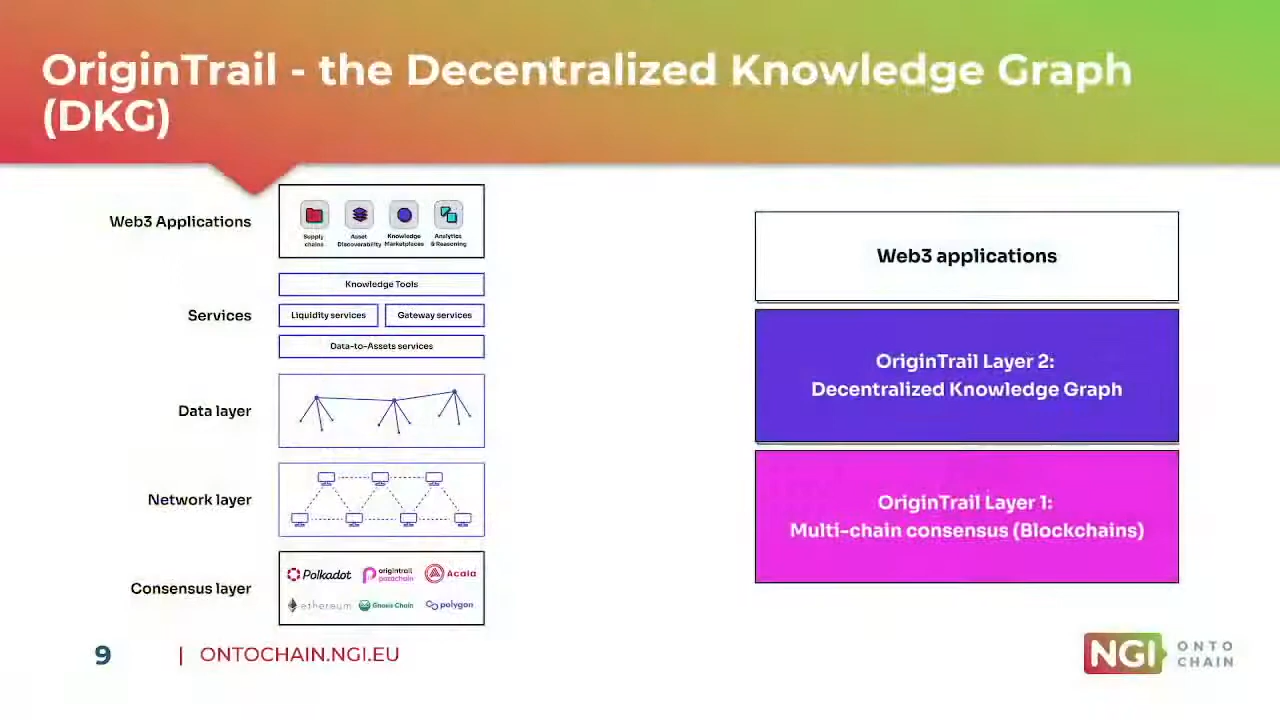 OriginTrail - the Decentralized Knowledge Graph
(DKG)
Web3 Applications
Supply
chains
Asset
Discoverability
Knowledge
Marketplaces
Analytics
& Reasoning
Services
Knowledge Tools
Liquidity services
Gateway services
Data-to-Assets services
Data layer
Network layer
Consensus layer
Polkadot
origintrail
parachain
Acala
ethereum
Gnosis Chain
polygon
Web3 applications
OriginTrail Layer 2:
Decentralized Knowledge Graph
OriginTrail Layer 1:
Multi-chain consensus (Blockchains)
9
| ONTOCHAIN.NGI.EU
NGI
ONTO
CHAIN